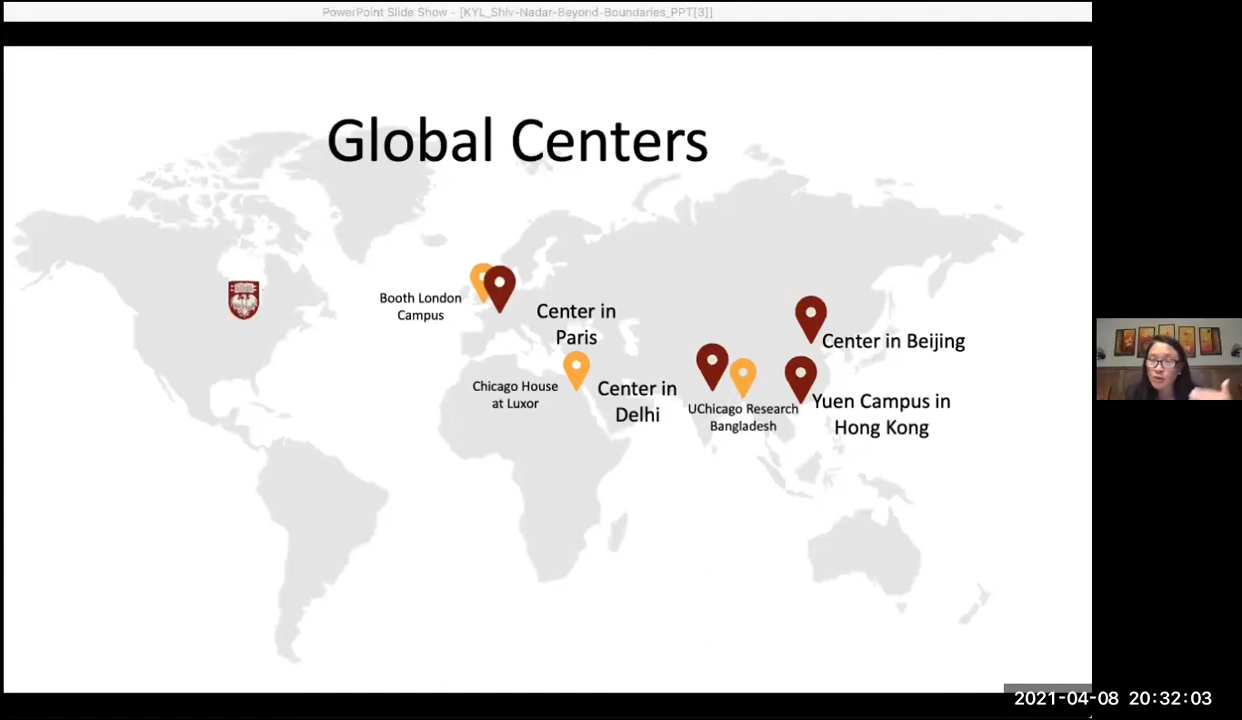 PowerPoint Slide Show - [KYL_Shiv-Nadar-Beyond-Boundaries_PPT[3]]
Global Centers
Booth London
Campus
Center in
Paris
Center in Beijing
Chicago House
at Luxor
Center in
Delhi
UChicago Research
Bangladesh
Yuen Campus in
Hong Kong
2021-04-08 20:32:03